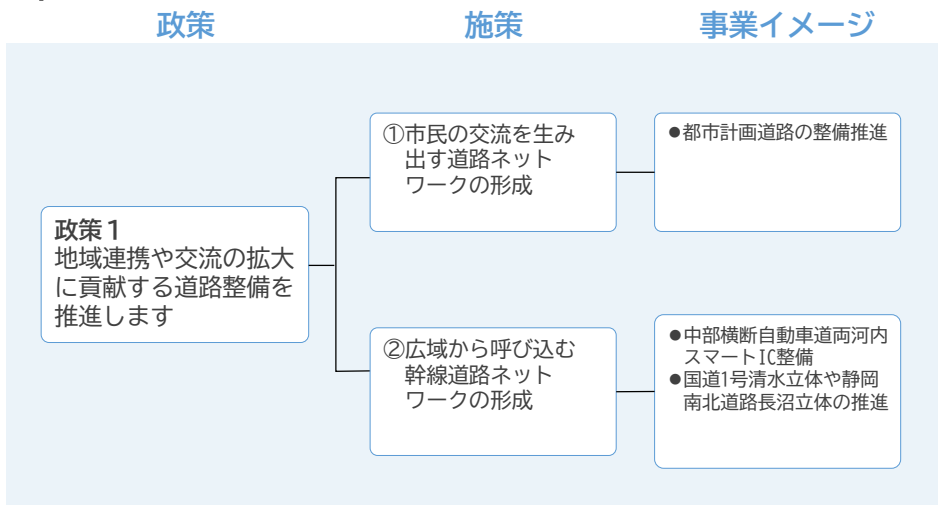 政策
施策
事業イメージ
政策1
地域連携や交流の拡大
に貢献する道路整備を
推進します
①市民の交流を生み
出す道路ネット
ワークの形成
●都市計画道路の整備推進
②広域から呼び込む
幹線道路ネット
ワークの形成
●中部横断自動車道両河内
スマートIC整備
●国道1号清水立体や静岡
南北道路長沼立体の推進